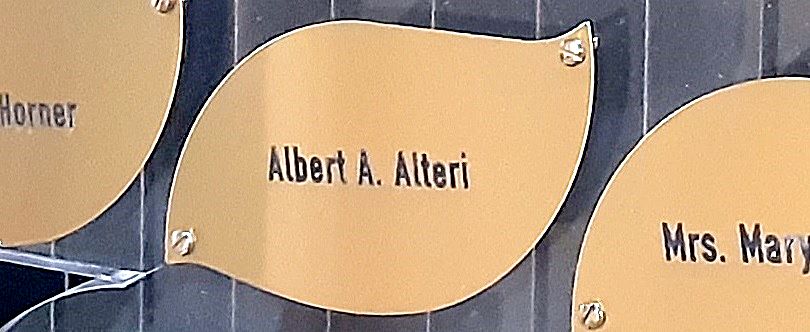 Horner
Albert A. Alteri
Mrs. Mary